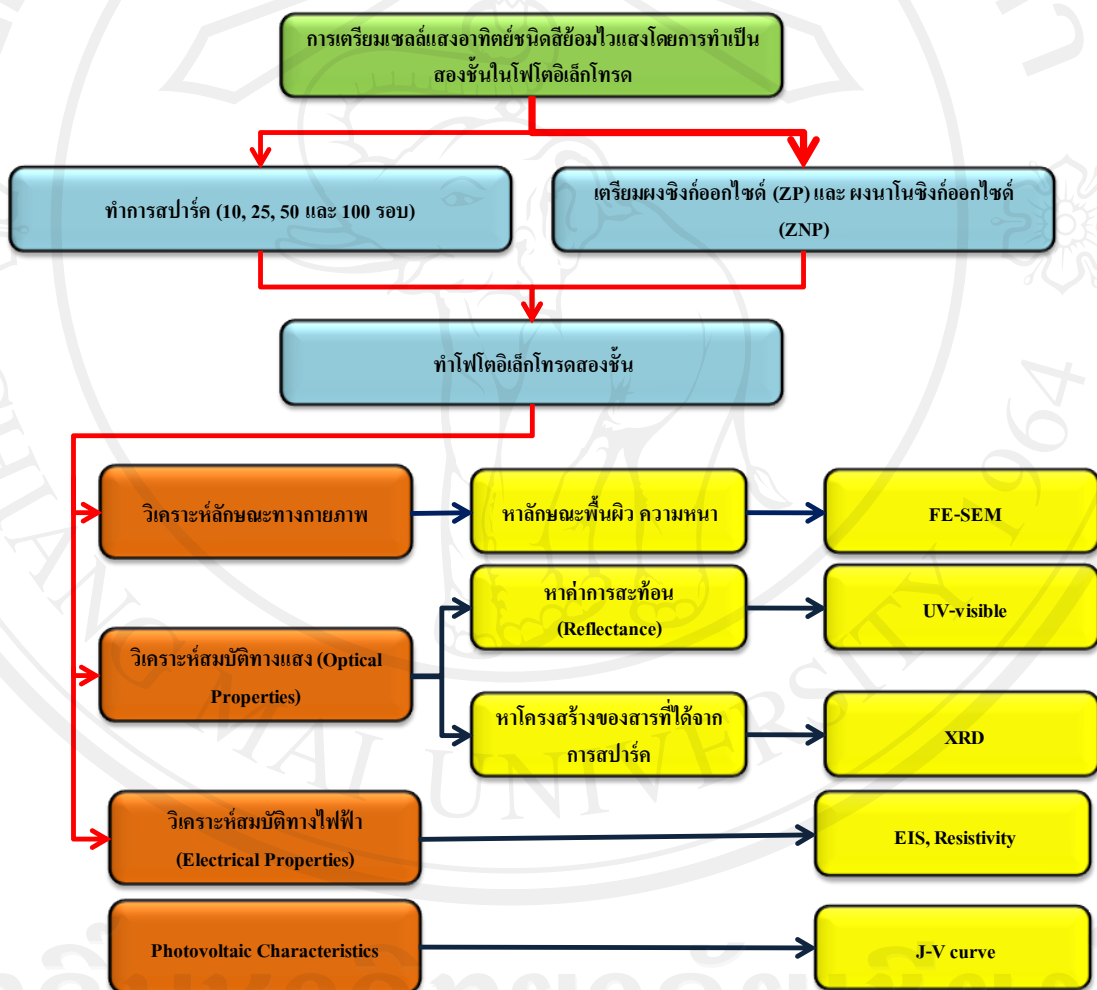 การเตรียมเซลล์แสงอาทิตย์ชนิดสีย้อมไวแสงโดยการทำเป็น
สองชั้นในโฟโตอิเล็กโทรด
ทำการสปาร์ค (10, 25, 50 และ 100 รอบ)
เตรียมผงซิงก์ออกไซด์ (ZP) และ ผงนาโนซิงก์ออกไซด์
(ZNP)
ทำโฟโตอิเล็กโทรดสองชั้น
วิเคราะห์ลักษณะทางกายภาพ
หาลักษณะพื้นผิว ความหนา
FE-SEM
หาค่าการสะท้อน
(Reflectance)
UV-visible
วิเคราะห์สมบัติทางแสง (Optical
Properties)
หาโครงสร้างของสารที่ได้จาก
การสปาร์ค
XRD
วิเคราะห์สมบัติทางไฟฟ้า
(Electrical Properties)
EIS, Resistivity
Photovoltaic Characteristics
J-V curve
CHIANG MAI UNIVERSITY 1964